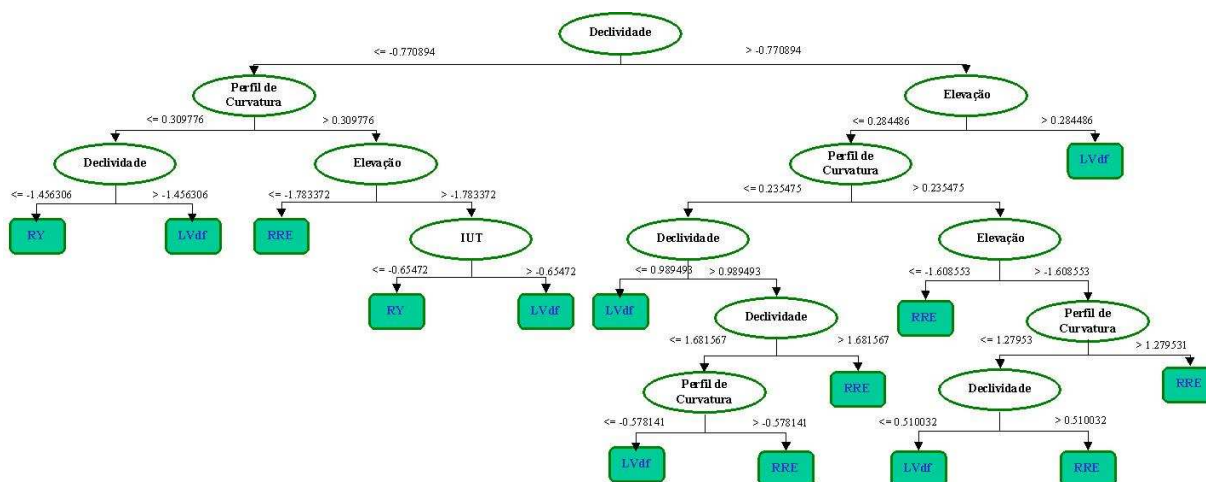 Declividade
<= -0.770894
> -0.770894
Perfil de
Curvatura
Elevação
<= 0.309776
> 0.309776
<= 0.284486
> 0.284486
Declividade
Elevação
Perfil de
Curvatura
LVdf
<= -1.456306
> -1.456306
<= -1.783372
> -1.783372
<= 0.235475
> 0.235475
RY
LVdf
RRE
IUT
Declividade
Elevação
<= -0.65472
> -0.65472
<= 0.989493
> 0.989493
<= -1.608553
> -1.608553
RY
LVdf
LVdf
Declividade
RRE
Perfil de
Curvatura
<= 1.681567
> 1.681567
<= 1.27953
> 1.279531
Perfil de
Curvatura
RRE
Declividade
RRE
<= -0.578141
> -0.578141
<= 0.510032
> 0.510032
LVdf
RRE
LVdf
RRE